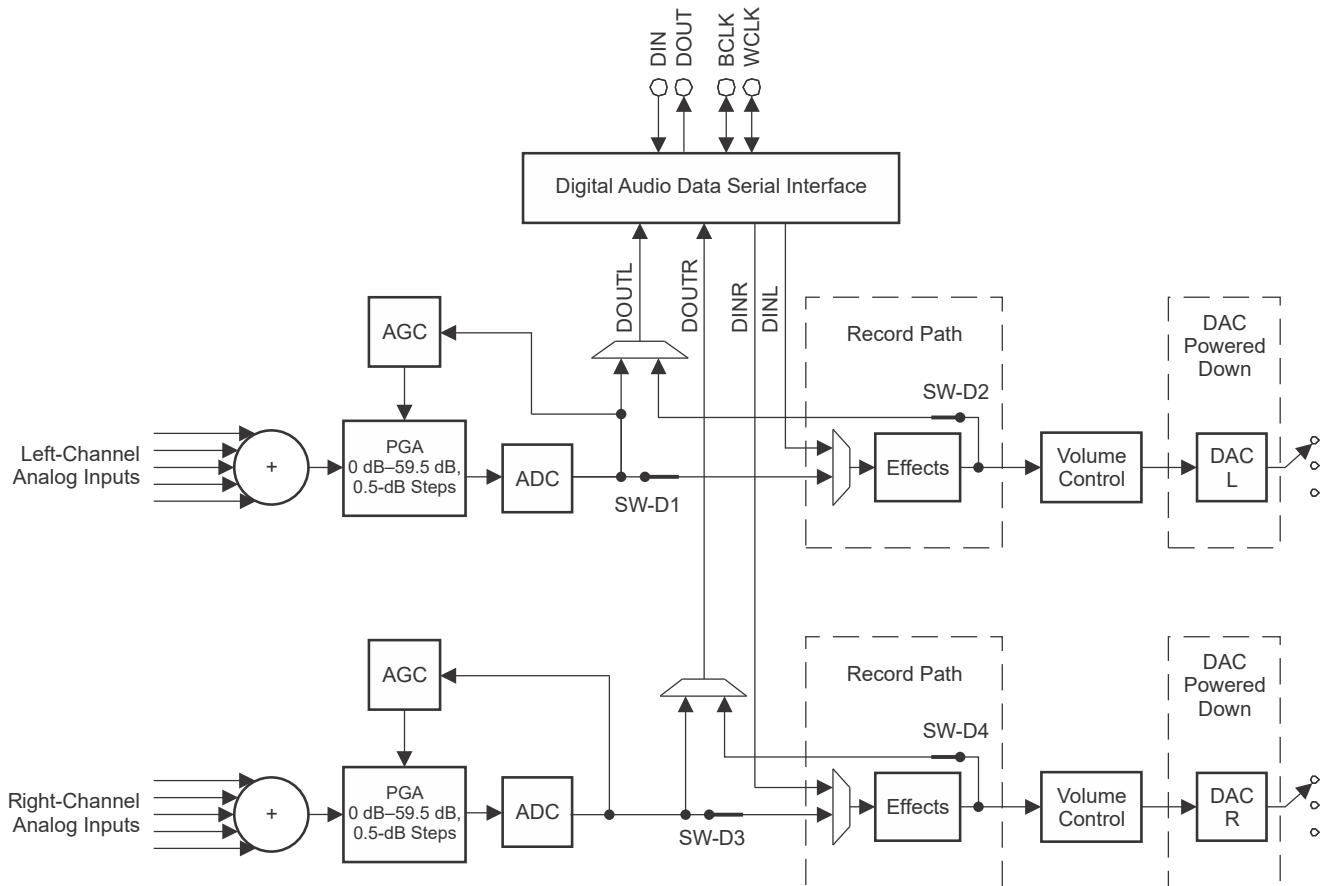 DIN
DOUT
BCLK
WCLK
Digital Audio Data Serial Interface
DOUTL
DOUTR
DINR
DINL
AGC
Record Path
DAC
Powered
Down
SW-D2
Left-Channel
Analog Inputs
+
PGA
0 dB–59.5 dB,
0.5-dB Steps
ADC
SW-D1
Effects
Volume
Control
DAC
L
AGC
Record Path
DAC
Powered
Down
SW-D4
Right-Channel
Analog Inputs
+
PGA
0 dB–59.5 dB,
0.5-dB Steps
ADC
SW-D3
Effects
Volume
Control
DAC
R